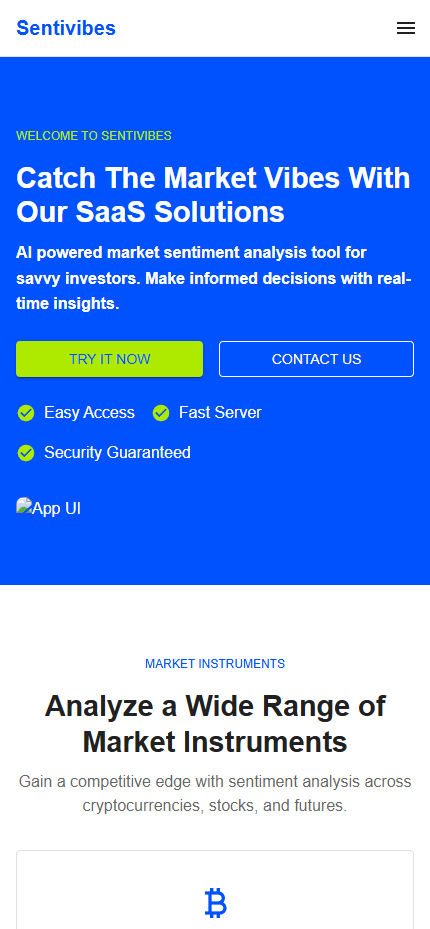 Sentivibes
WELCOME TO SENTIVIBES
Catch The Market Vibes With
Our SaaS Solutions
AI powered market sentiment analysis tool for
savvy investors. Make informed decisions with real-
time insights.
TRY IT NOW
CONTACT US
Easy Access
Fast Server
Security Guaranteed
App UI
MARKET INSTRUMENTS
Analyze a Wide Range of
Market Instruments
Gain a competitive edge with sentiment analysis across
cryptocurrencies, stocks, and futures.